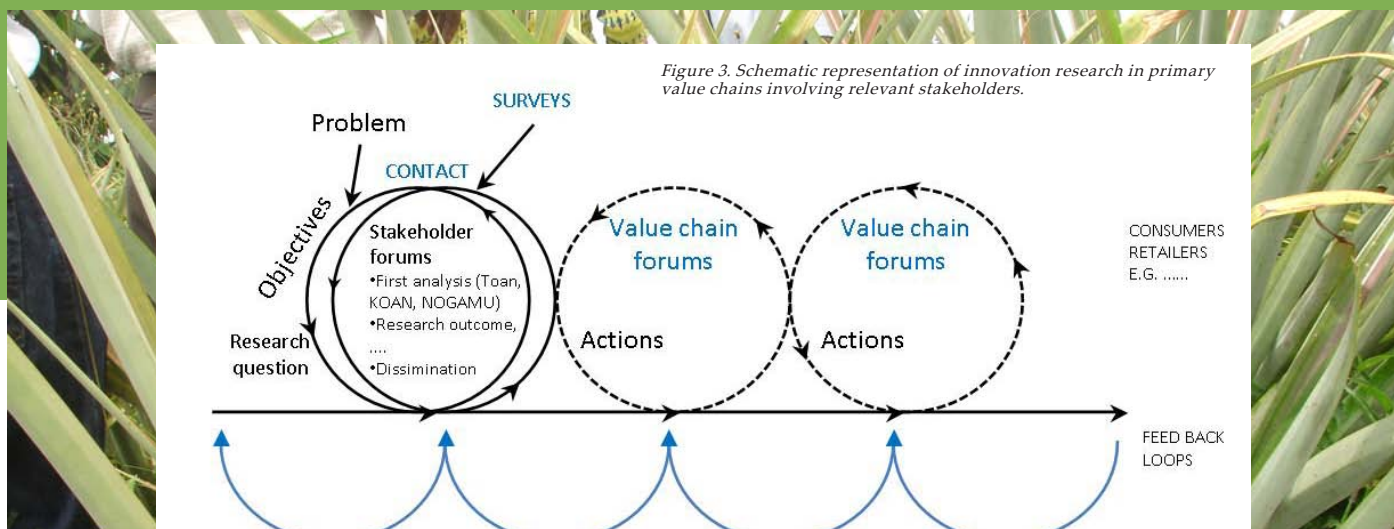 Figure 3. Schematic representation of innovation research in primary
value chains involving relevant stakeholders.
SURVEYS
Problem
CONTACT
Objectives
Stakeholder
forums
•First analysis (Toan,
KOAN, NOGAMU)
•Research outcome,
....
•Dissimination
Research
question
Value chain
forums
Actions
Value chain
forums
Actions
CONSUMERS
RETAILERS
E.G. ......
FEED BACK
LOOPS